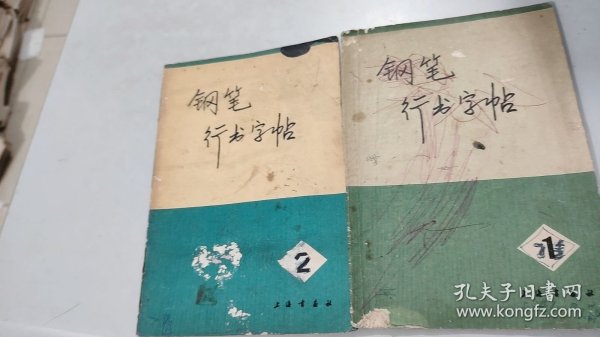 钢笔
行书字帖
2
上海书画社
钢笔
行书字帖
1
孔夫子旧书网
www.kongfz.com